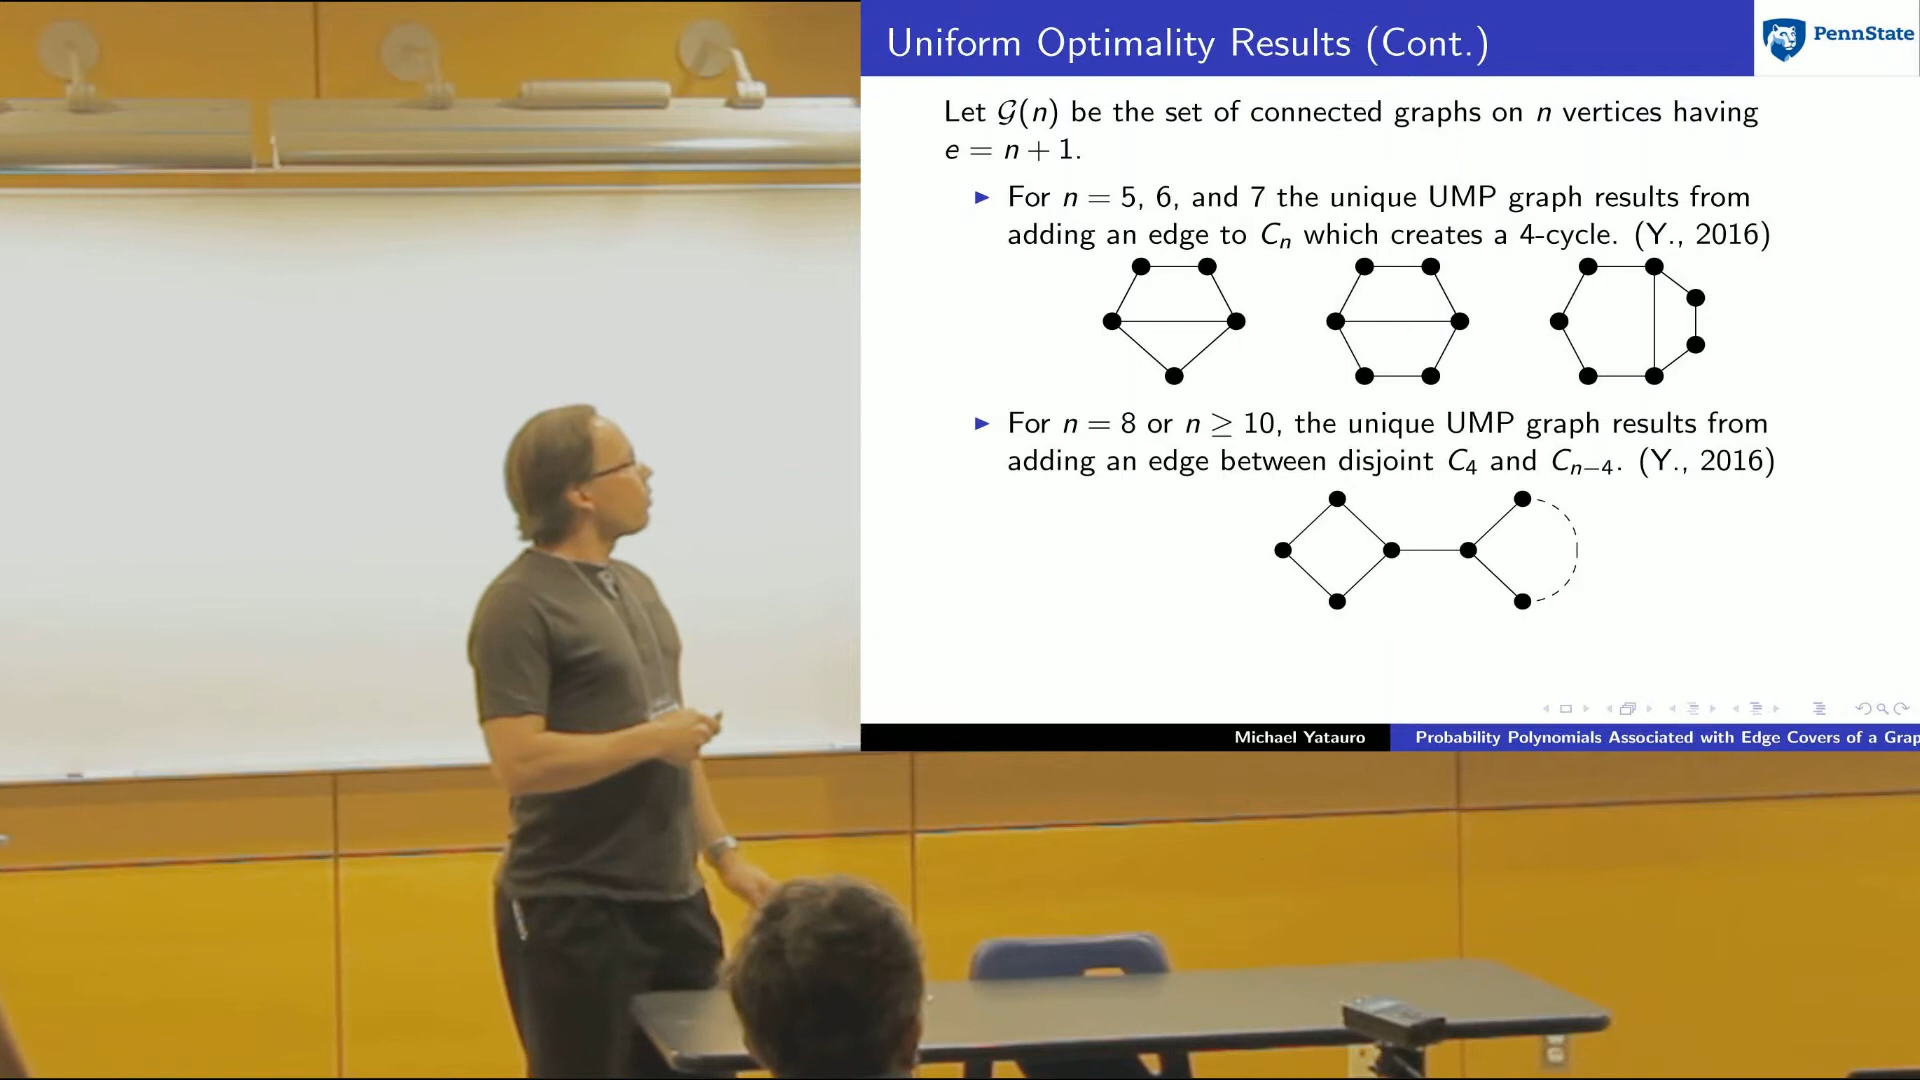 Uniform Optimality Results (Cont.)
PennState
Let 𝒢(n) be the set of connected graphs on n vertices having
e = n + 1.
▶ For n = 5, 6, and 7 the unique UMP graph results from
adding an edge to Cₙ which creates a 4-cycle. (Y., 2016)
▶ For n = 8 or n ≥ 10, the unique UMP graph results from
adding an edge between disjoint C₄ and Cₙ₋₄. (Y., 2016)
Michael Yatauro
Probability Polynomials Associated with Edge Covers of a Grap